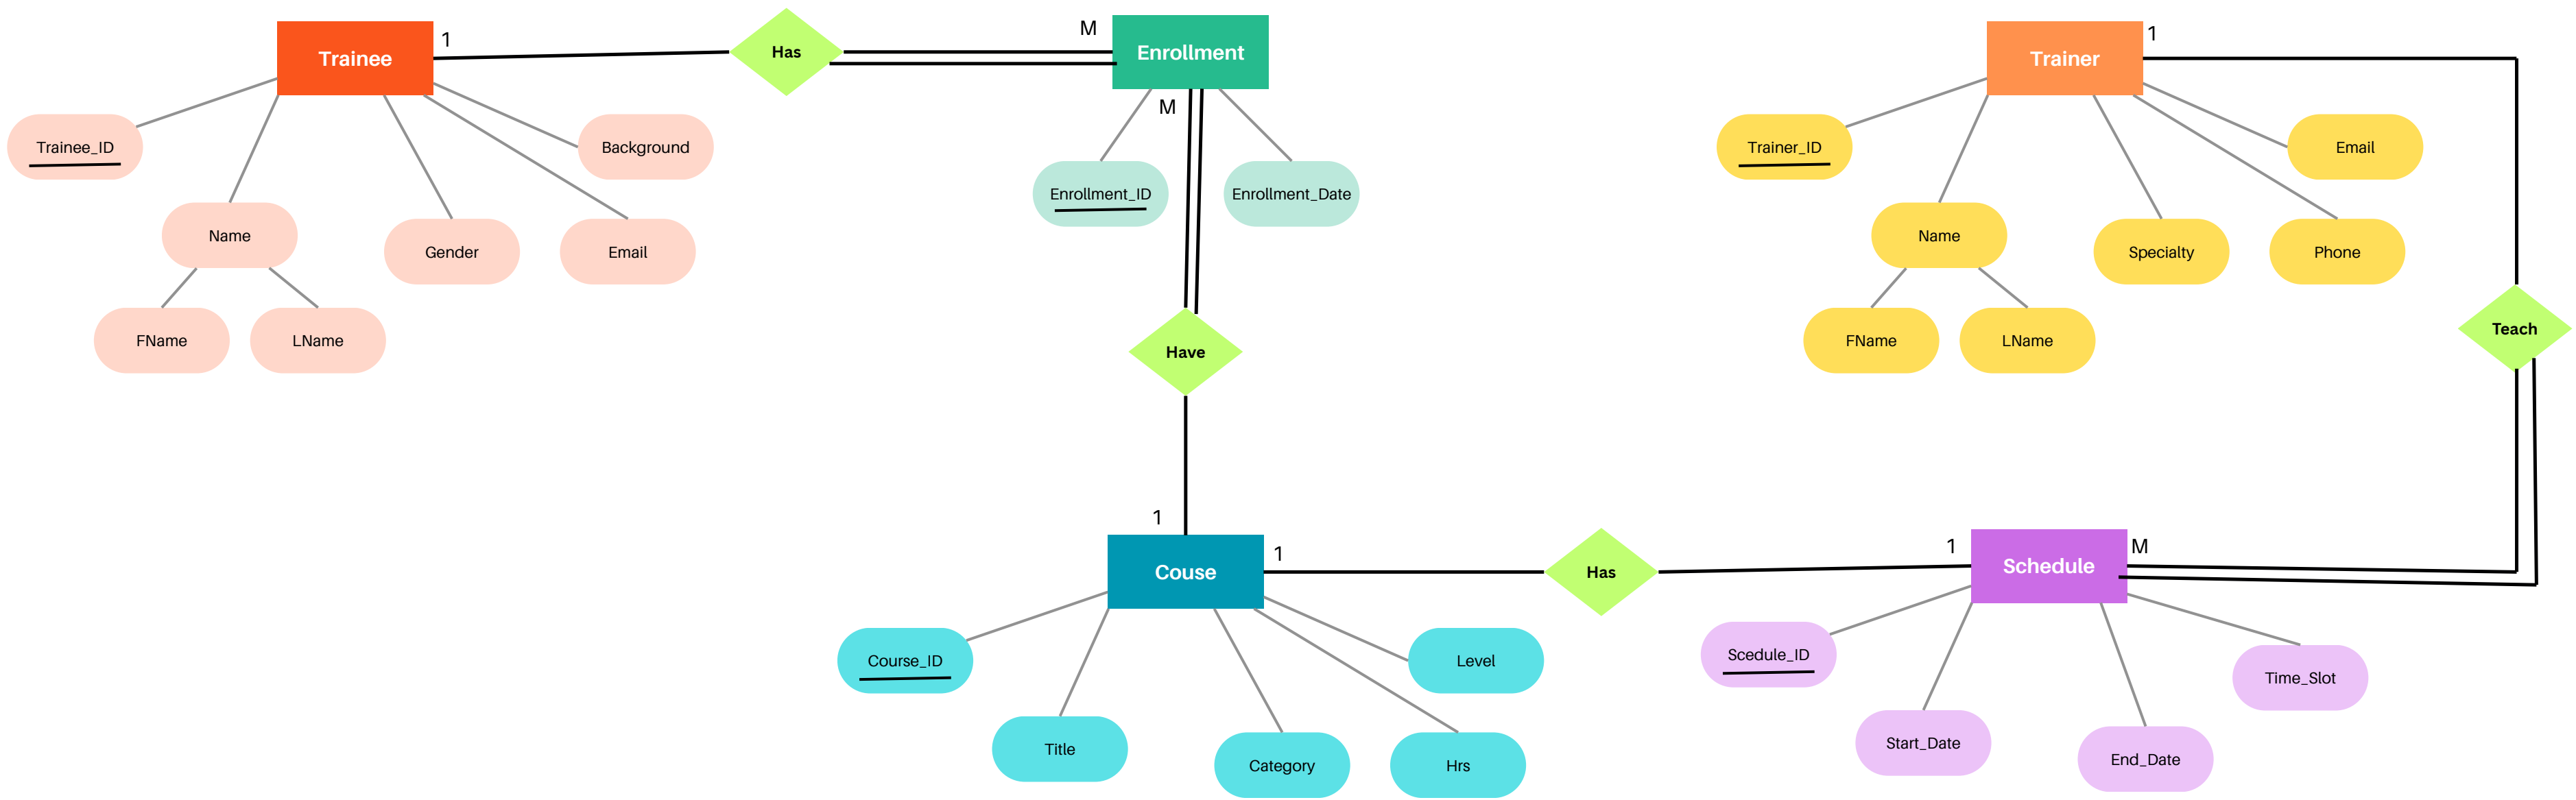 Trainee
1
Has
M
Enrollment
Trainer
1
Trainee_ID
Background
M
Trainer_ID
Email
Enrollment_ID
Enrollment_Date
Name
Gender
Email
Name
Specialty
Phone
FName
LName
Have
FName
LName
Teach
1
Couse
1
Has
1
Schedule
M
Course_ID
Level
Scedule_ID
Time_Slot
Title
Category
Hrs
Start_Date
End_Date